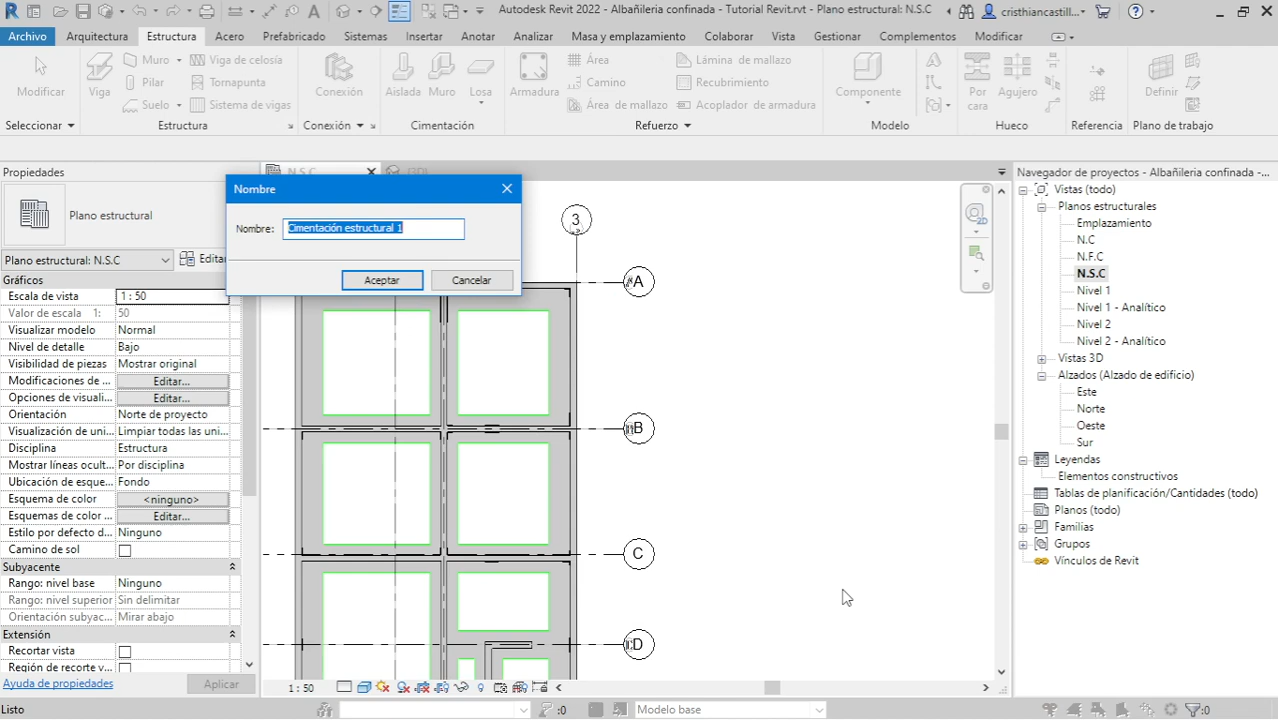 Autodesk Revit 2022 - Albañileria confinada - Tutorial Revit.rvt - Plano estructural: N.S.C
cristhiancastill...
Archivo Arquitectura Estructura Acero Prefabricado Sistemas Insertar Anotar Analizar Masa y emplazamiento Colaborar Vista Gestionar Complementos Modificar
Modificar
Viga
Muro
Pilar
Suelo
Viga de celosía
Tornapunta
Sistema de vigas
Conexión
Aislada
Muro
Losa
Armadura
Área
Camino
Área de mallazo
Lámina de mallazo
Recubrimiento
Acoplador de armadura
Componente
Por cara
Agujero
Definir
Seleccionar Estructura Conexión Cimentación Refuerzo Modelo Hueco Referencia Plano de trabajo
Propiedades
Plano estructural
Plano estructural: N.S.C
Editar
Gráficos
Escala de vista 1 : 50
Valor de escala 1: 50
Visualizar modelo Normal
Nivel de detalle Bajo
Visibilidad de piezas Mostrar original
Modificaciones de ... Editar...
Opciones de visuali... Editar...
Orientación Norte de proyecto
Visualización de uni... Limpiar todas las uni...
Disciplina Estructura
Mostrar líneas ocult... Por disciplina
Ubicación de esque... Fondo
Esquema de color <ninguno>
Esquemas de color ... Editar...
Estilo por defecto d... Ninguno
Camino de sol
Subyacente
Rango: nivel base Ninguno
Rango: nivel superior Sin delimitar
Orientación subyac... Mirar abajo
Extensión
Recortar vista
Región de recorte v...
Ayuda de propiedades
Aplicar
N.S.C
{3D}
Nombre
Nombre: Cimentación estructural 1
Aceptar Cancelar
3
A
B
C
D
2D
1 : 50
Navegador de proyectos - Albañileria confinada -...
Vistas (todo)
Planos estructurales
Emplazamiento
N.C
N.F.C
N.S.C
Nivel 1
Nivel 1 - Analítico
Nivel 2
Nivel 2 - Analítico
Vistas 3D
Alzados (Alzado de edificio)
Este
Norte
Oeste
Sur
Leyendas
Elementos constructivos
Tablas de planificación/Cantidades (todo)
Planos (todo)
Familias
Grupos
Vínculos de Revit
Listo
:0
Modelo base
:0